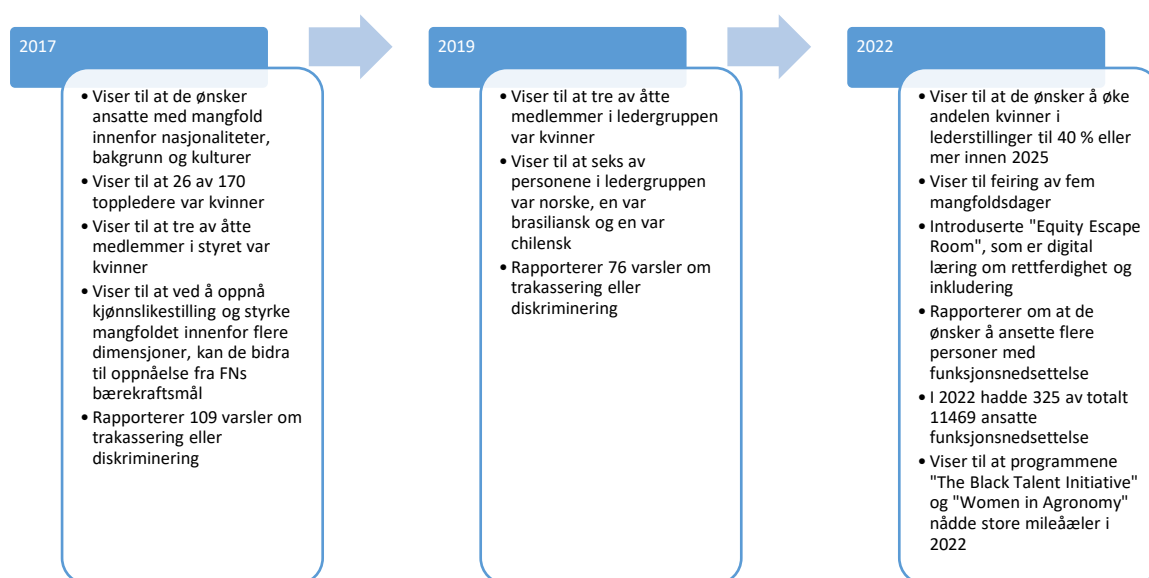 2017
• Viser til at de ønsker
ansatte med mangfold
innenfor nasjonaliteter,
bakgrunn og kulturer
• Viser til at 26 av 170
toppledere var kvinner
• Viser til at tre av åtte
medlemmer i styret var
kvinner
• Viser til at ved å oppnå
kjønnslikestilling og styrke
mangfoldet innenfor flere
dimensjoner, kan de bidra
til oppnåelse fra FNs
bærekraftsmål
• Rapporterer 109 varsler om
trakassering eller
diskriminering
2019
• Viser til at tre av åtte
medlemmer i ledergruppen
var kvinner
• Viser til at seks av
personene i ledergruppen
var norske, en var
brasiliansk og en var
chilensk
• Rapporterer 76 varsler om
trakassering eller
diskriminering
2022
• Viser til at de ønsker å øke
andelen kvinner i
lederstillinger til 40 % eller
mer innen 2025
• Viser til feiring av fem
mangfoldsdager
• Introduserte "Equity Escape
Room", som er digital
læring om rettferdighet og
inkludering
• Rapporterer om at de
ønsker å ansette flere
personer med
funksjonsnedsettelse
• I 2022 hadde 325 av totalt
11469 ansatte
funksjonsnedsettelse
• Viser til at programmene
"The Black Talent Initiative"
og "Women in Agronomy"
nådde store mileåæler i
2022